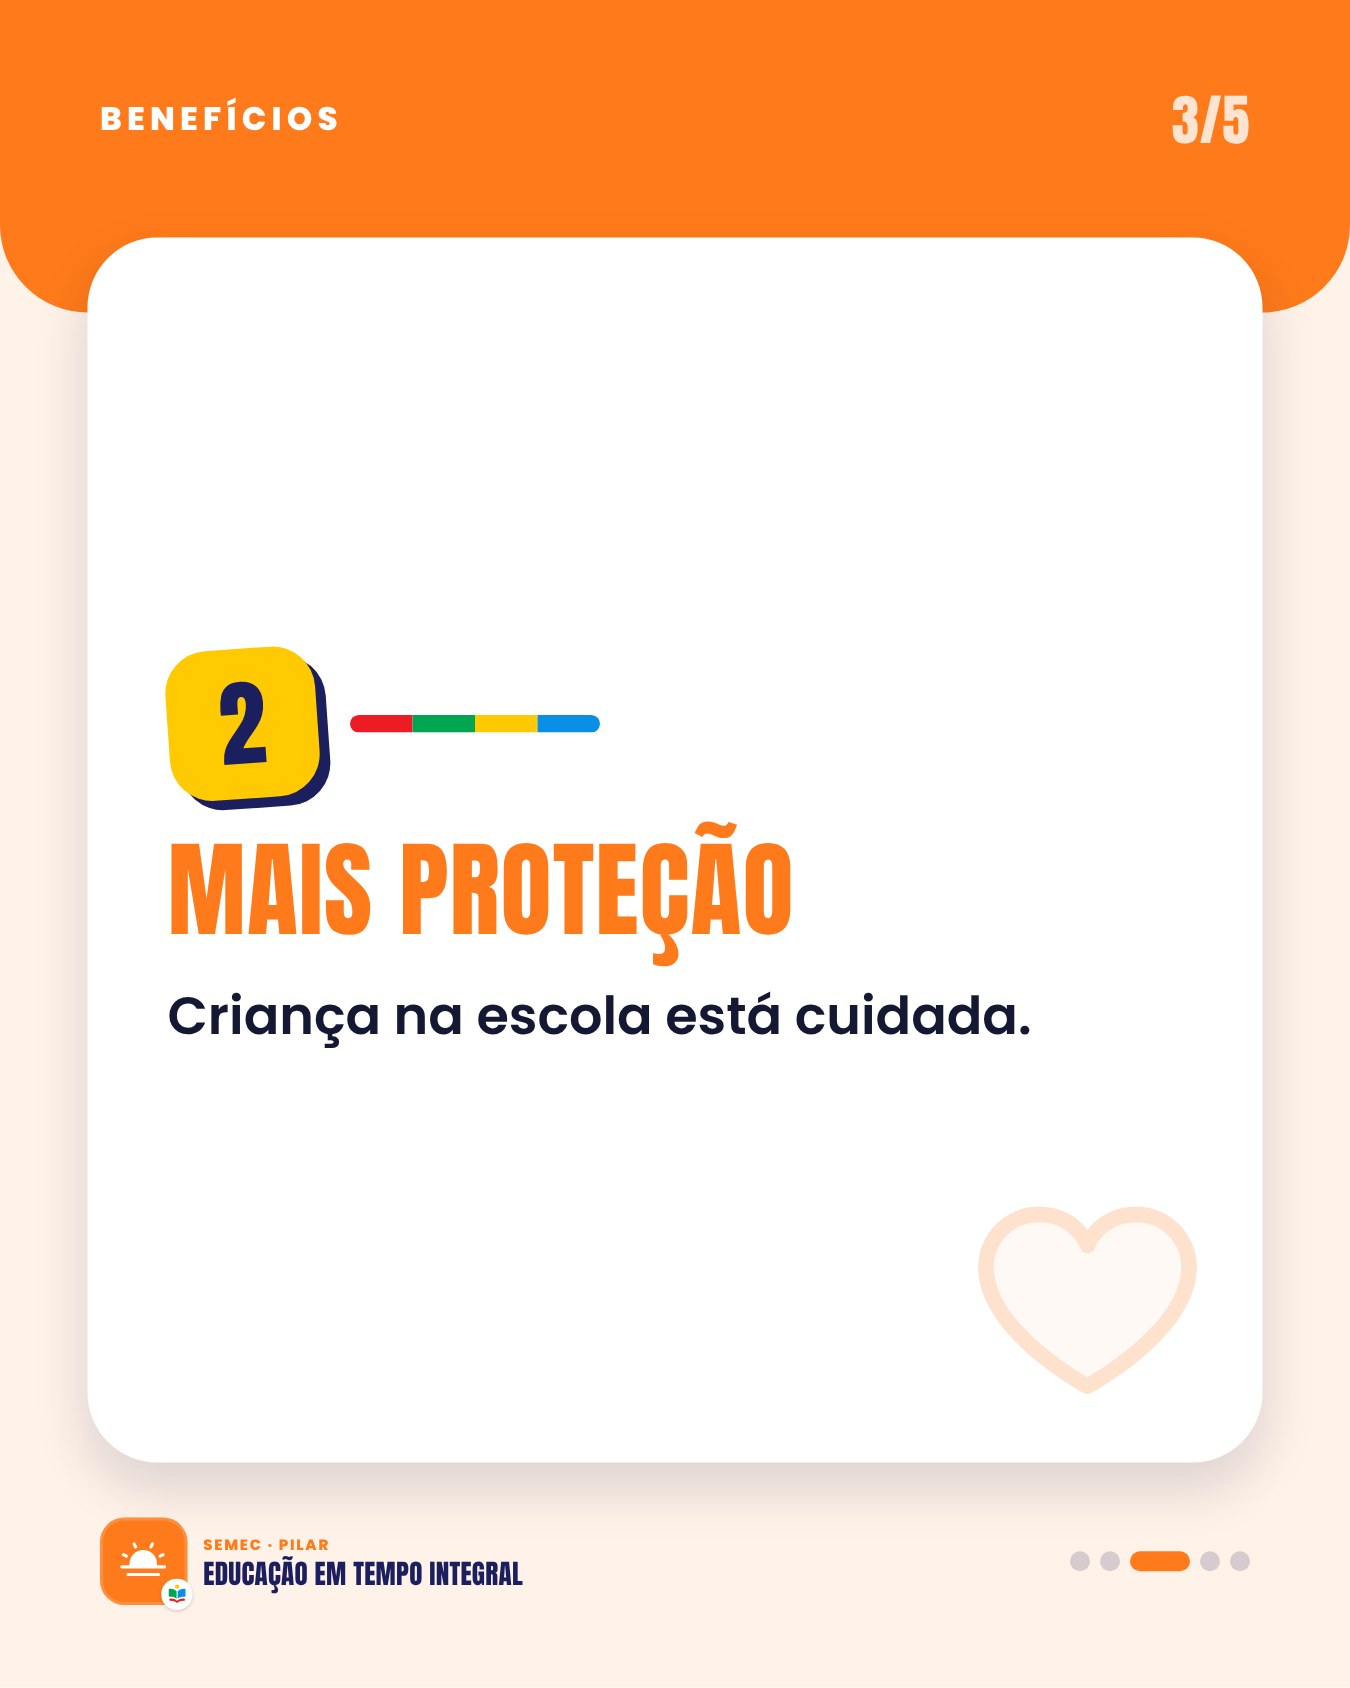 BENEFÍCIOS
3/5
2
MAIS PROTEÇÃO
Criança na escola está cuidada.
SEMEC · PILAR
EDUCAÇÃO EM TEMPO INTEGRAL